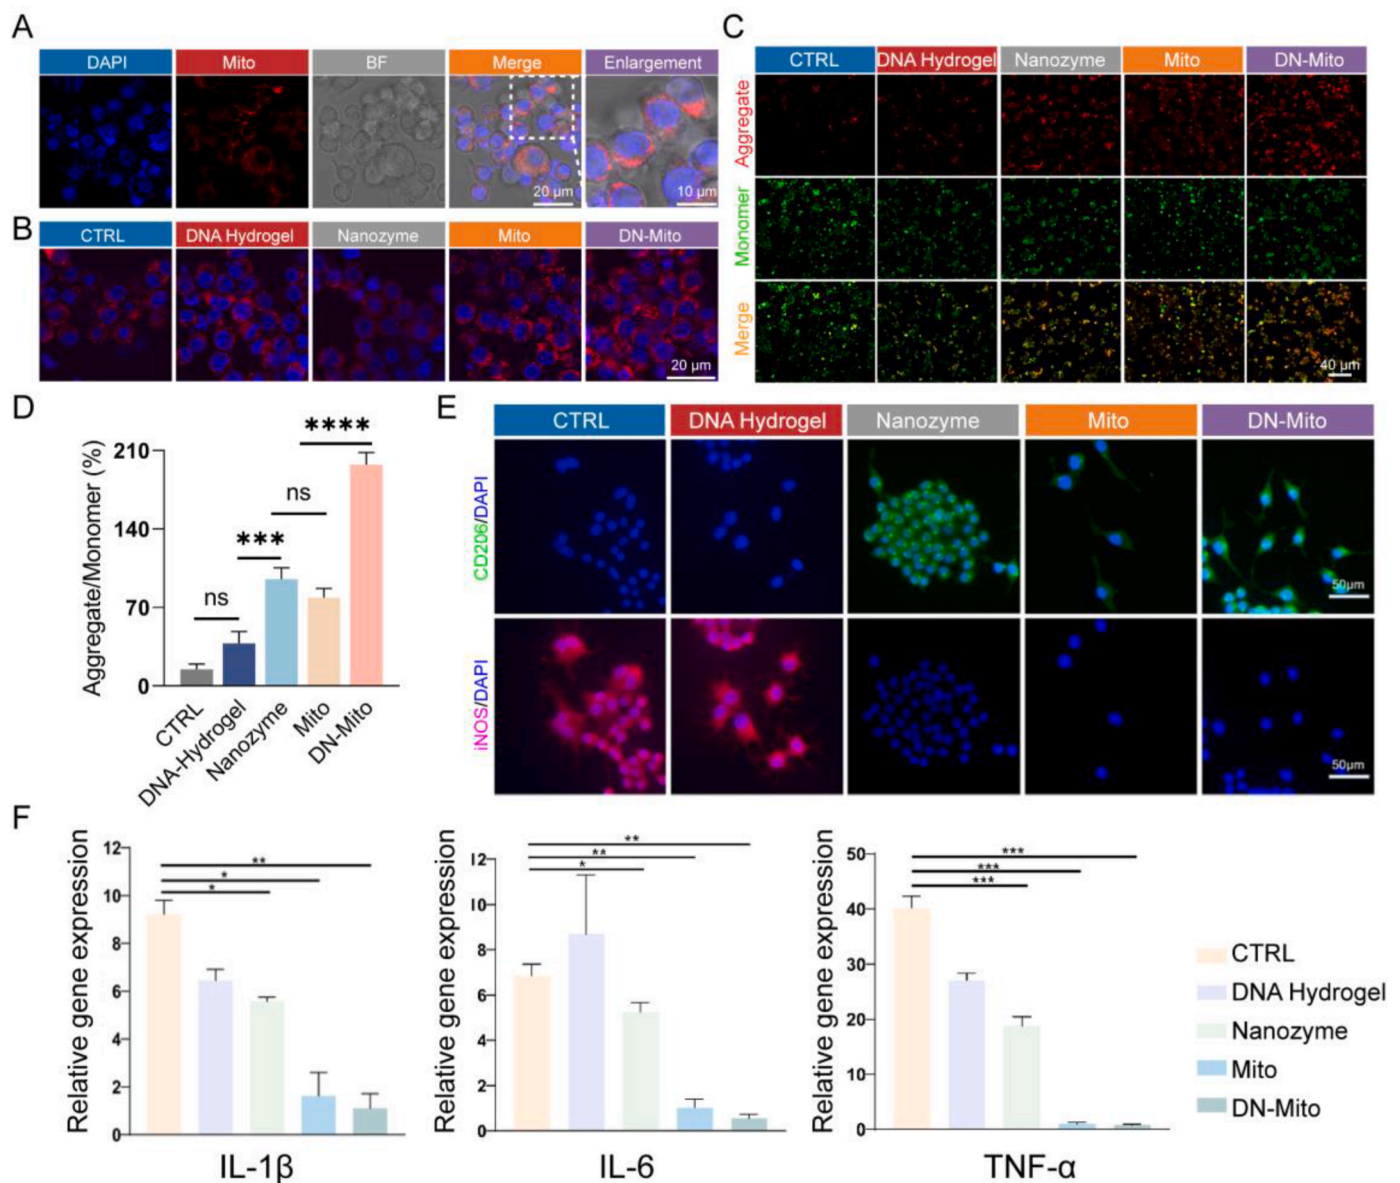 A
DAPI Mito BF Merge Enlargement
20 μm 10 μm
B
CTRL DNA Hydrogel Nanozyme Mito DN-Mito
20 μm
C
CTRL DNA Hydrogel Nanozyme Mito DN-Mito
Aggregate
Monomer
Merge
40 μm
D
Aggregate/Monomer (%)
210
140
70
0
ns *** ns ****
CTRL DNA-Hydrogel Nanozyme Mito DN-Mito
E
CTRL DNA Hydrogel Nanozyme Mito DN-Mito
CD206/DAPI
50μm
iNOS/DAPI
50μm
F
Relative gene expression
12
10
8
6
4
2
0
**
*
*
IL-1β
Relative gene expression
12
10
8
6
4
2
0
**
**
*
IL-6
Relative gene expression
50
40
30
20
10
0
***
***
***
TNF-α
CTRL
DNA Hydrogel
Nanozyme
Mito
DN-Mito